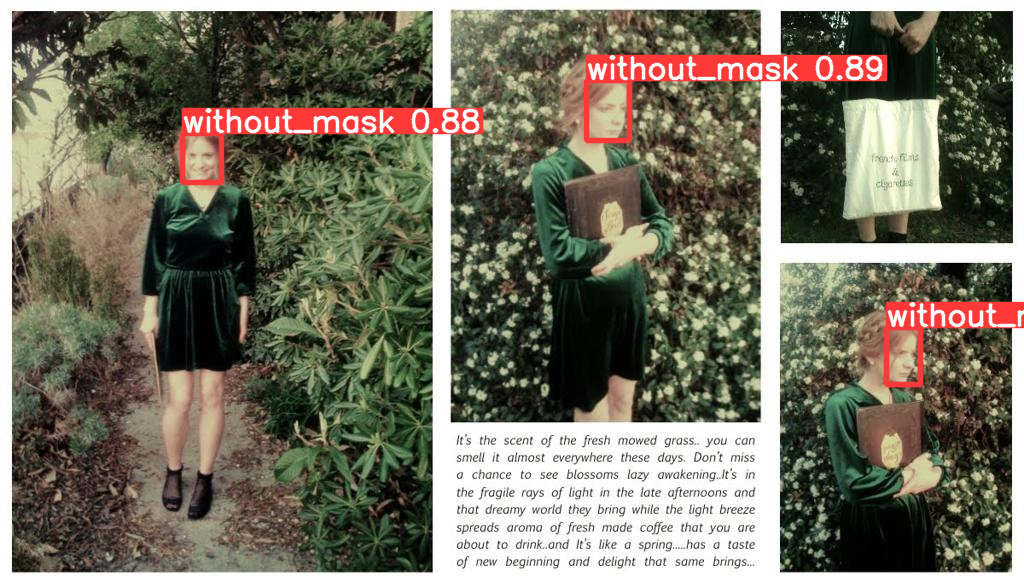 without_mask 0.88
without_mask 0.89
french films
&
cigarettes
without_
It's the scent of the fresh mowed grass.. you can
smell it almost everywhere these days. Don't miss
a chance to see blossoms lazy awakening..It's in
the fragile rays of light in the late afternoons and
that dreamy world they bring while the light breeze
spreads aroma of fresh made coffee that you are
about to drink..and It's like a spring.....has a taste
of new beginning and delight that same brings...